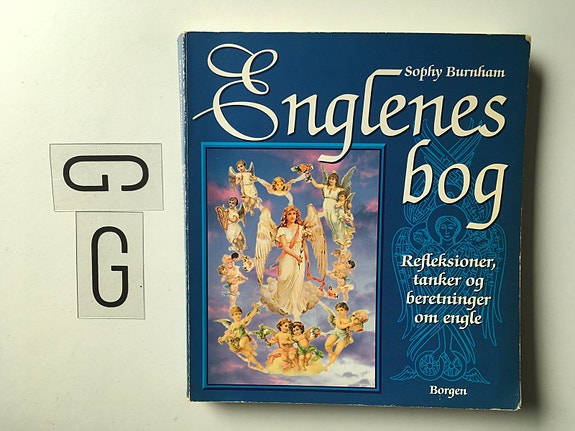 G
G
Sophy Burnham
Englenes
bog
Refleksioner,
tanker og
beretninger
om engle
Borgen